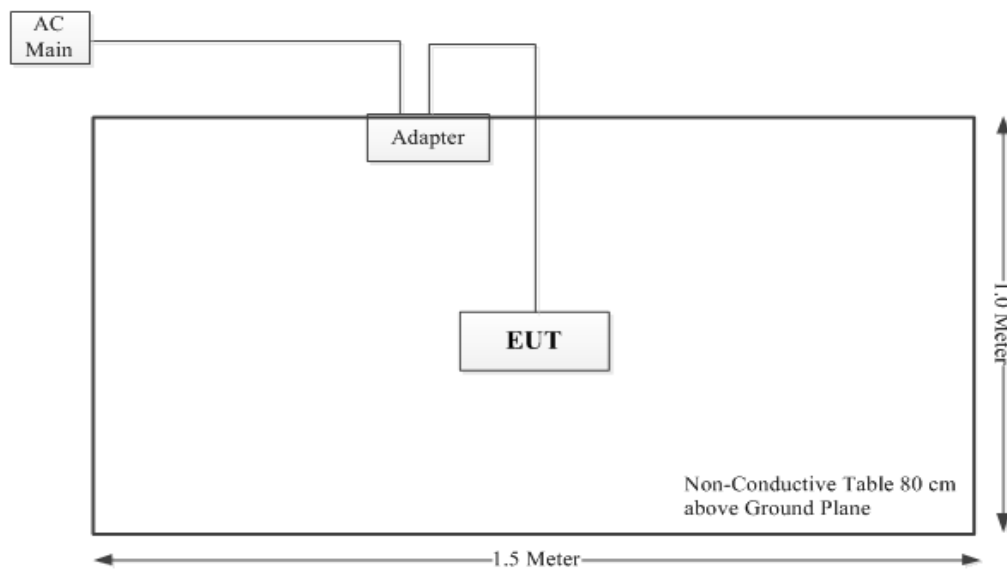 AC
Main
Adapter
EUT
1.0 Meter
Non-Conductive Table 80 cm
above Ground Plane
1.5 Meter